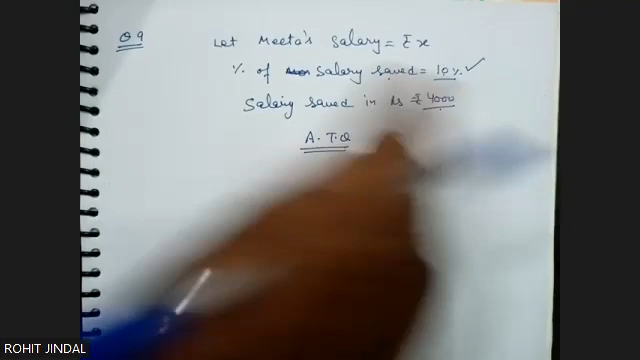 Q9
Let Meeta's Salary = ₹ x
% of Salary saved = 10% ✓
Salary saved in Rs ₹ 4000
A.T.Q
ROHIT JINDAL